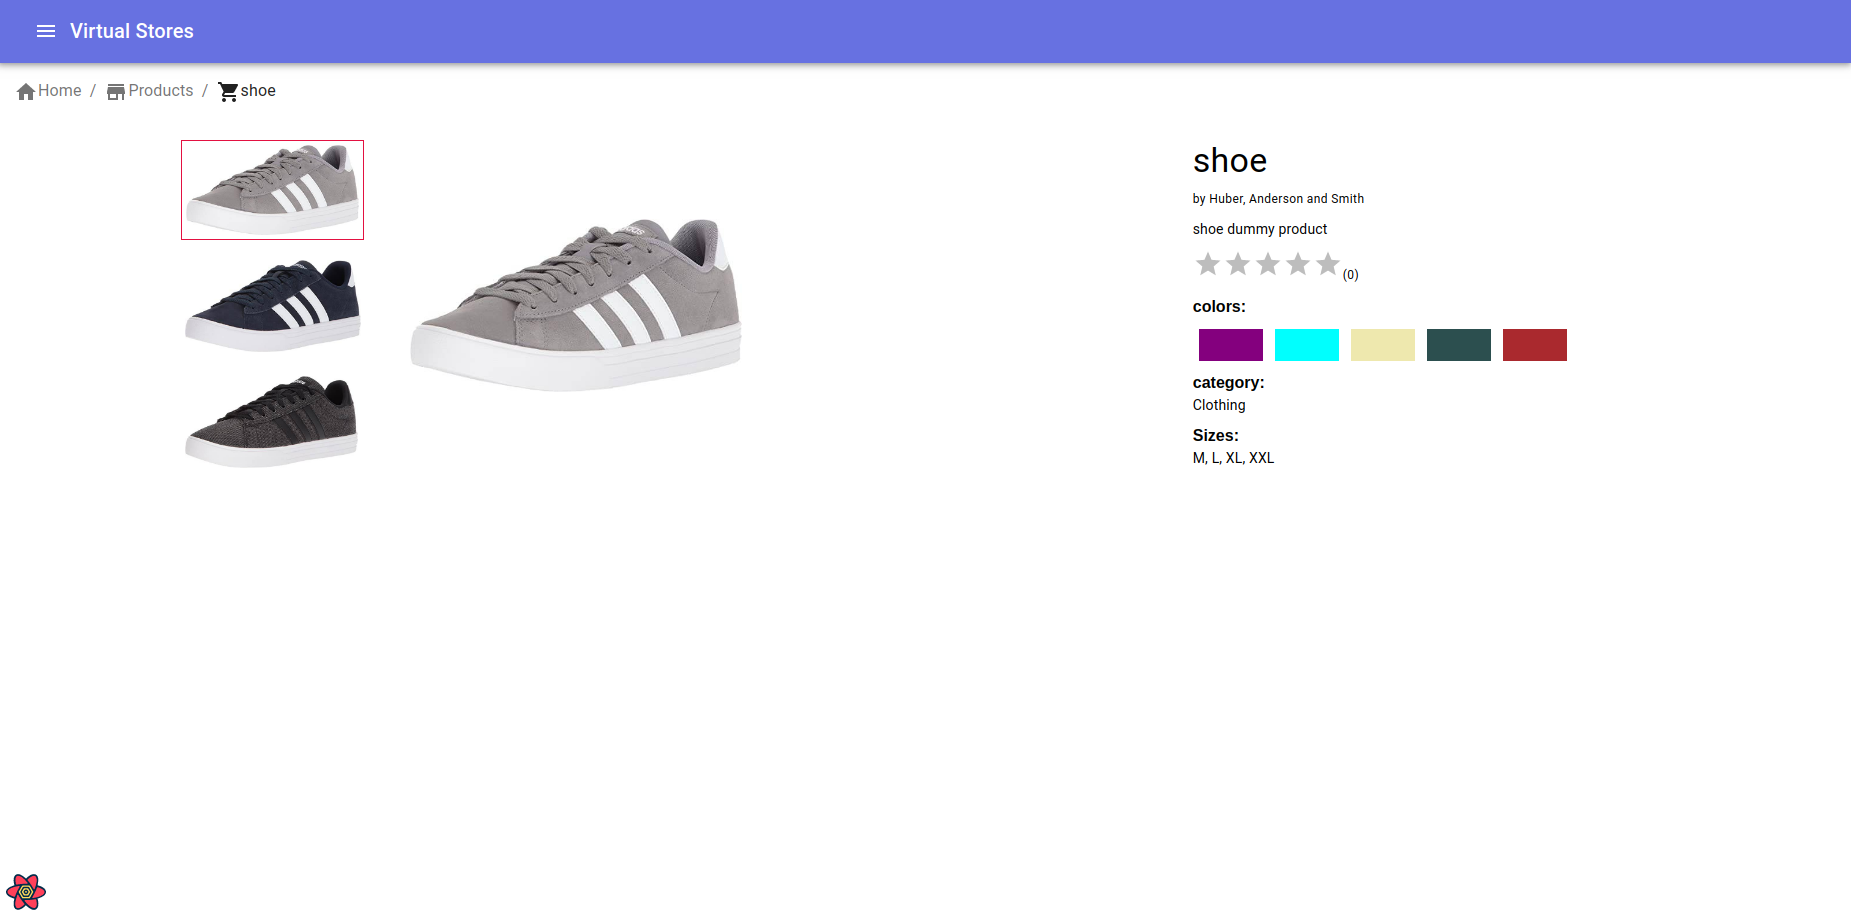 Virtual Stores
Home / Products / shoe
shoe
by Huber, Anderson and Smith
shoe dummy product
(0)
colors:
category:
Clothing
Sizes:
M, L, XL, XXL